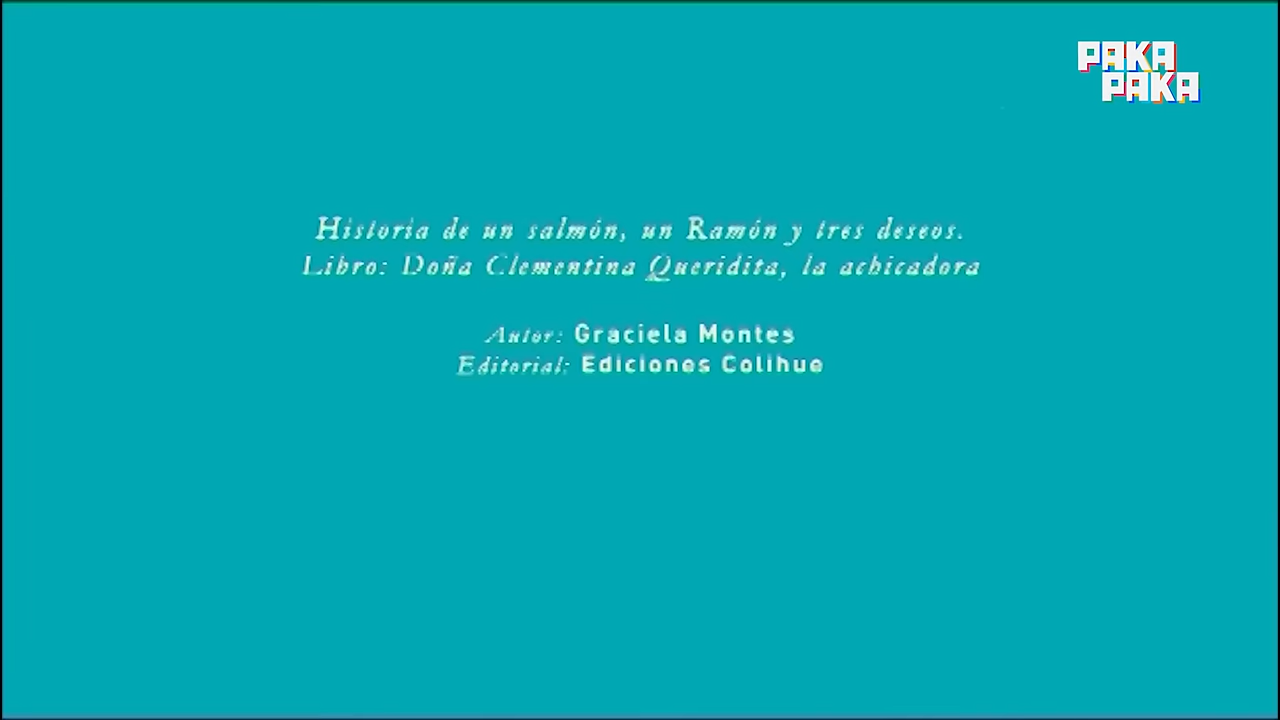 PAKA
PAKA
Historia de un salmón, un Ramón y tres deseos.
Libro: Doña Clementina Queridita, la achicadora
Autor: Graciela Montes
Editorial: Ediciones Colihue